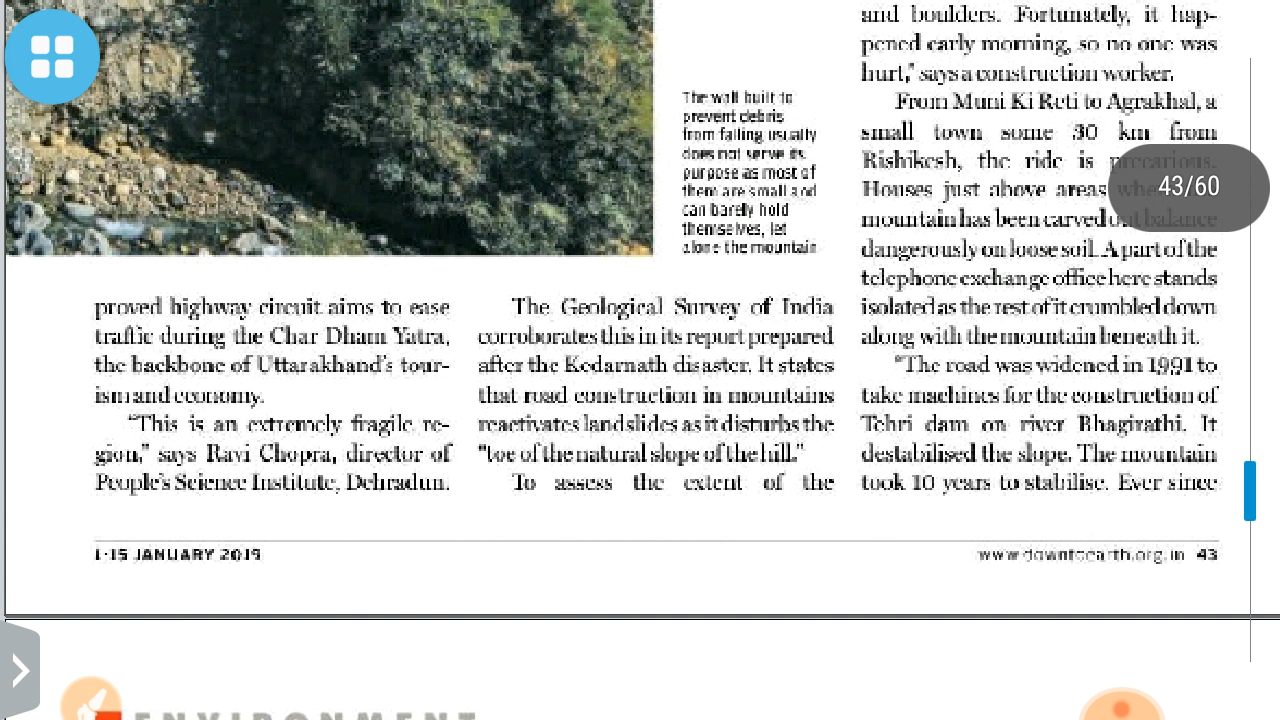 The wall built to
prevent debris
from falling usually
does not serve its
purpose as most of
them are small and
can barely hold
themselves, let
alone the mountain
proved highway circuit aims to ease
traffic during the Char Dham Yatra,
the backbone of Uttarakhand's tour-
ism and economy.
"This is an extremely fragile re-
gion," says Ravi Chopra, director of
People's Science Institute, Dehradun.
The Geological Survey of India
corroborates this in its report prepared
after the Kedarnath disaster. It states
that road construction in mountains
reactivates landslides as it disturbs the
"toe of the natural slope of the hill."
To assess the extent of the
and boulders. Fortunately, it hap-
pened early morning, so no one was
hurt," says a construction worker.
From Muni Ki Reti to Agrakhal, a
small town some 30 km from
Rishikesh, the ride is precarious.
Houses just above areas where
mountain has been carved out balance
dangerously on loose soil. A part of the
telephone exchange office here stands
isolated as the rest of it crumbled down
along with the mountain beneath it.
"The road was widened in 1991 to
take machines for the construction of
Tehri dam on river Bhagirathi. It
destabilised the slope. The mountain
took 10 years to stabilise. Ever since
43/60
1-15 JANUARY 2019
www.downtoearth.org.in 43
ENVIRONMENT